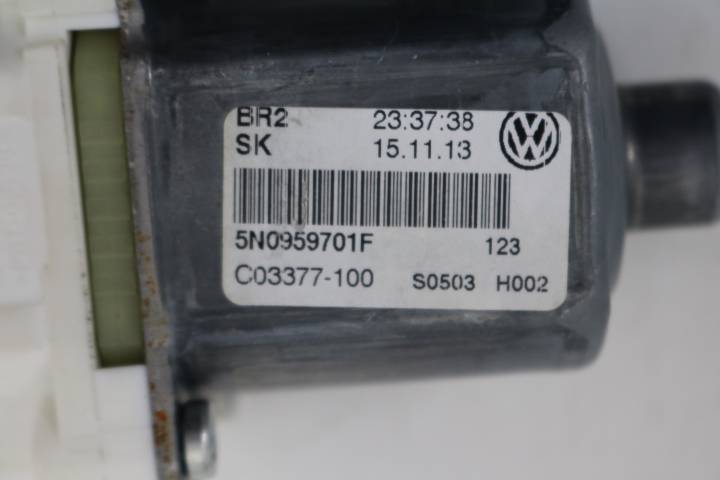 BR2 23:37:38
SK 15.11.13
5N0959701F 123
C03377-100 S0503 H002